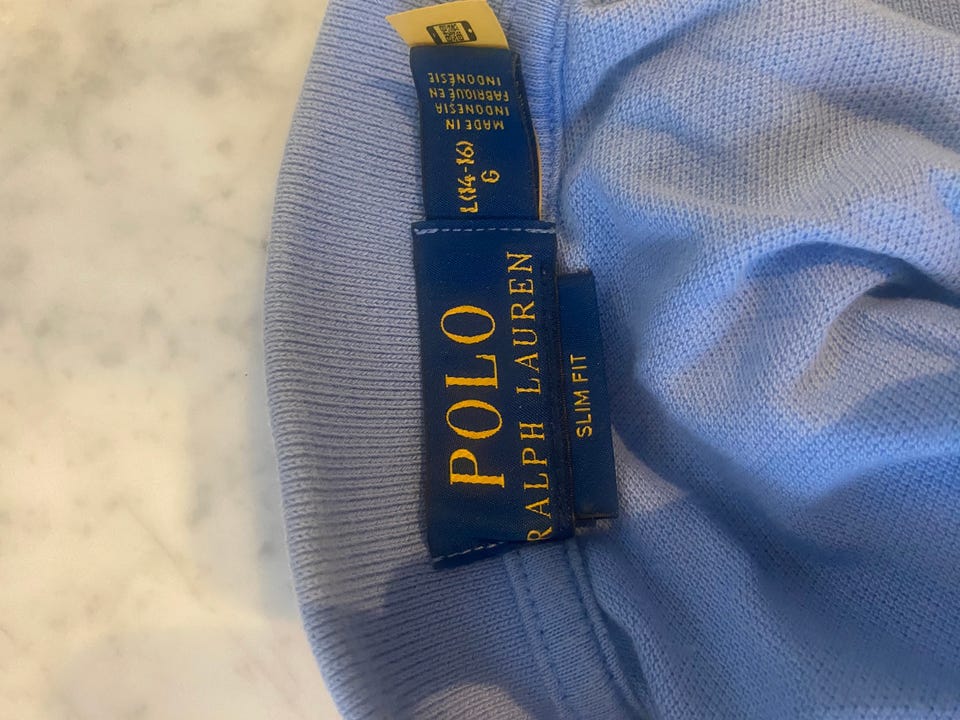 POLO
RALPH LAUREN
SLIM FIT
L(14-16)
G
MADE IN
INDONESIA
FABRIQUÉ EN
INDONÉSIE